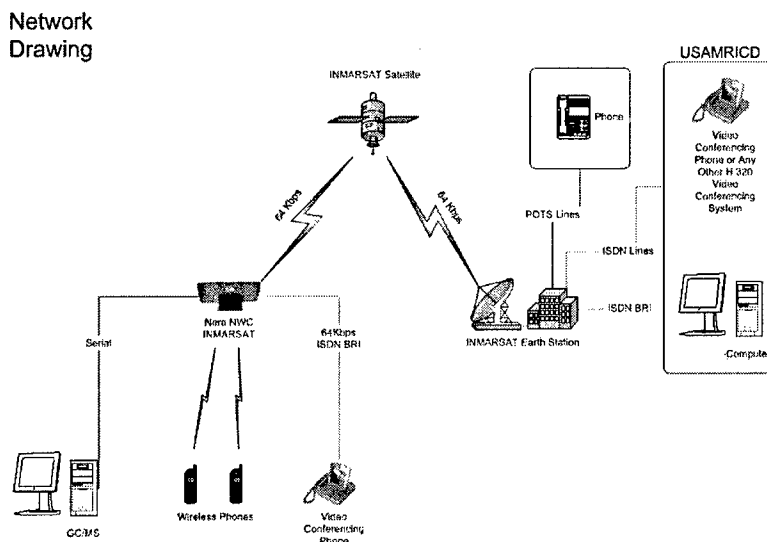 Network
Drawing
INMARSAT Satellite
USAMRICD
Phone
Video
Conferencing
Phone or Any
Other H 320
Video
Conferencing
System
64 Kbps
64 Kbps
POTS Lines
ISDN Lines
ISDN BRI
Nera NWC
INMARSAT
INMARSAT Earth Station
Computer
Serial
64Kbps
ISDN BRI
GC/MS
Wireless Phones
Video
Conferencing
Phone